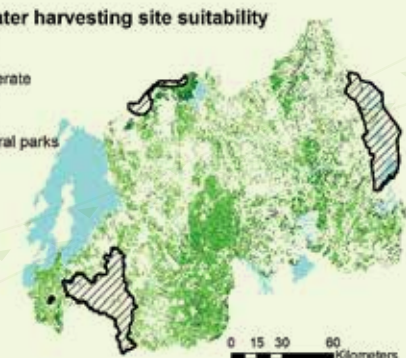 ater harvesting site suitability
erate
ral parks
0 15 30 60
Kilometers